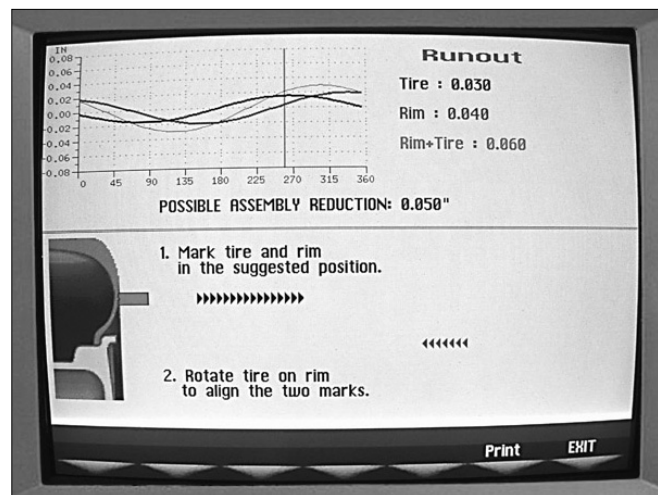 IN
0.08
0.06
0.04
0.02
0.00
-0.02
-0.04
-0.06
-0.08
0 45 90 135 180 225 270 315 360
Runout
Tire : 0.030
Rim : 0.040
Rim+Tire : 0.060
POSSIBLE ASSEMBLY REDUCTION: 0.050"
1. Mark tire and rim
in the suggested position.
2. Rotate tire on rim
to align the two marks.
Print EXIT